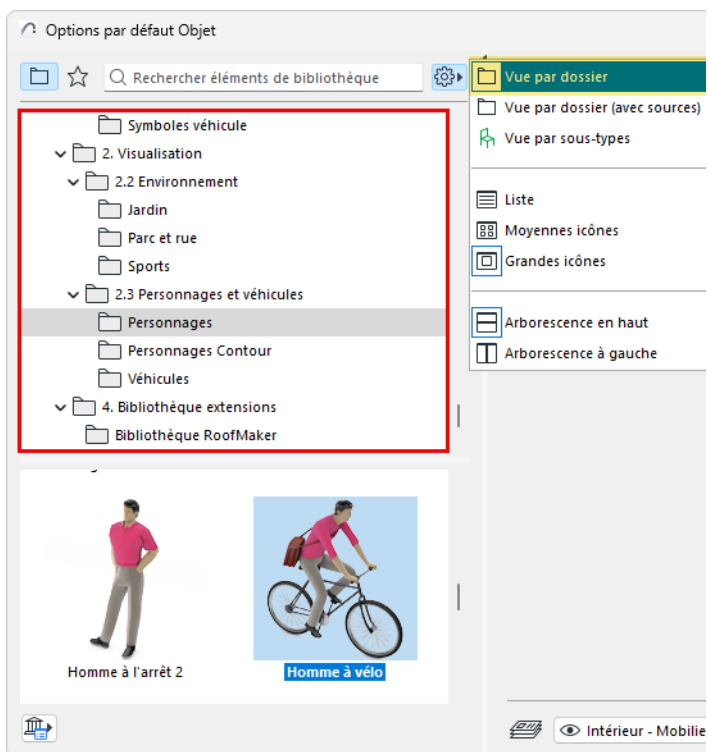 Options par défaut Objet
Rechercher éléments de bibliothèque
Symboles véhicule
2. Visualisation
2.2 Environnement
Jardin
Parc et rue
Sports
2.3 Personnages et véhicules
Personnages
Personnages Contour
Véhicules
4. Bibliothèque extensions
Bibliothèque RoofMaker
Homme à l'arrêt 2
Homme à vélo
Vue par dossier
Vue par dossier (avec sources)
Vue par sous-types
Liste
Moyennes icônes
Grandes icônes
Arborescence en haut
Arborescence à gauche
Intérieur - Mobilie